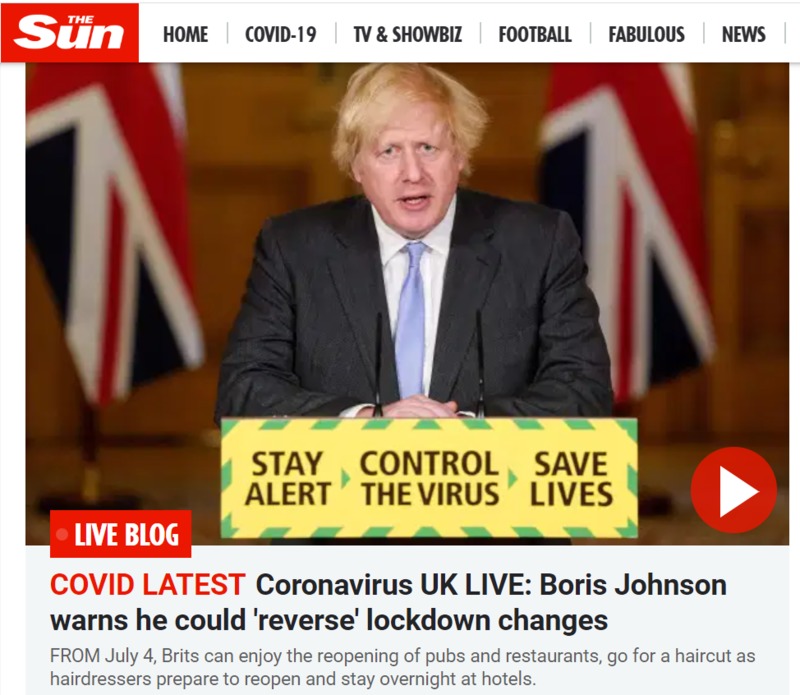 THE
Sun
HOME COVID-19 TV & SHOWBIZ FOOTBALL FABULOUS NEWS
STAY CONTROL SAVE
ALERT THE VIRUS LIVES
LIVE BLOG
COVID LATEST Coronavirus UK LIVE: Boris Johnson
warns he could 'reverse' lockdown changes
FROM July 4, Brits can enjoy the reopening of pubs and restaurants, go for a haircut as
hairdressers prepare to reopen and stay overnight at hotels.